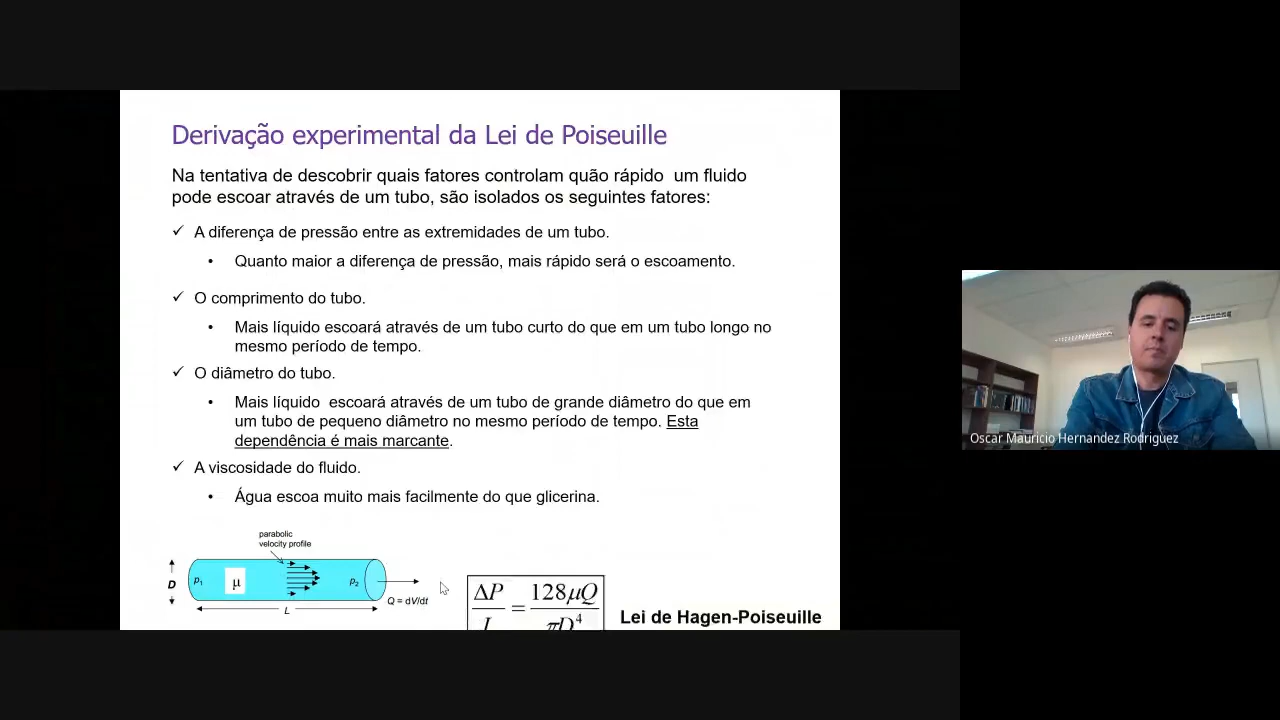 Derivação experimental da Lei de Poiseuille
Na tentativa de descobrir quais fatores controlam quão rápido um fluido
pode escoar através de um tubo, são isolados os seguintes fatores:
✓ A diferença de pressão entre as extremidades de um tubo.
• Quanto maior a diferença de pressão, mais rápido será o escoamento.
✓ O comprimento do tubo.
• Mais líquido escoará através de um tubo curto do que em um tubo longo no
mesmo período de tempo.
✓ O diâmetro do tubo.
• Mais líquido escoará através de um tubo de grande diâmetro do que em
um tubo de pequeno diâmetro no mesmo período de tempo. Esta
dependência é mais marcante.
✓ A viscosidade do fluido.
• Água escoa muito mais facilmente do que glicerina.
parabolic
velocity profile
D
p₁
μ
p₂
Q = dV/dt
L
ΔP/L = 128μQ/πD⁴
Lei de Hagen-Poiseuille
Oscar Mauricio Hernandez Rodriguez